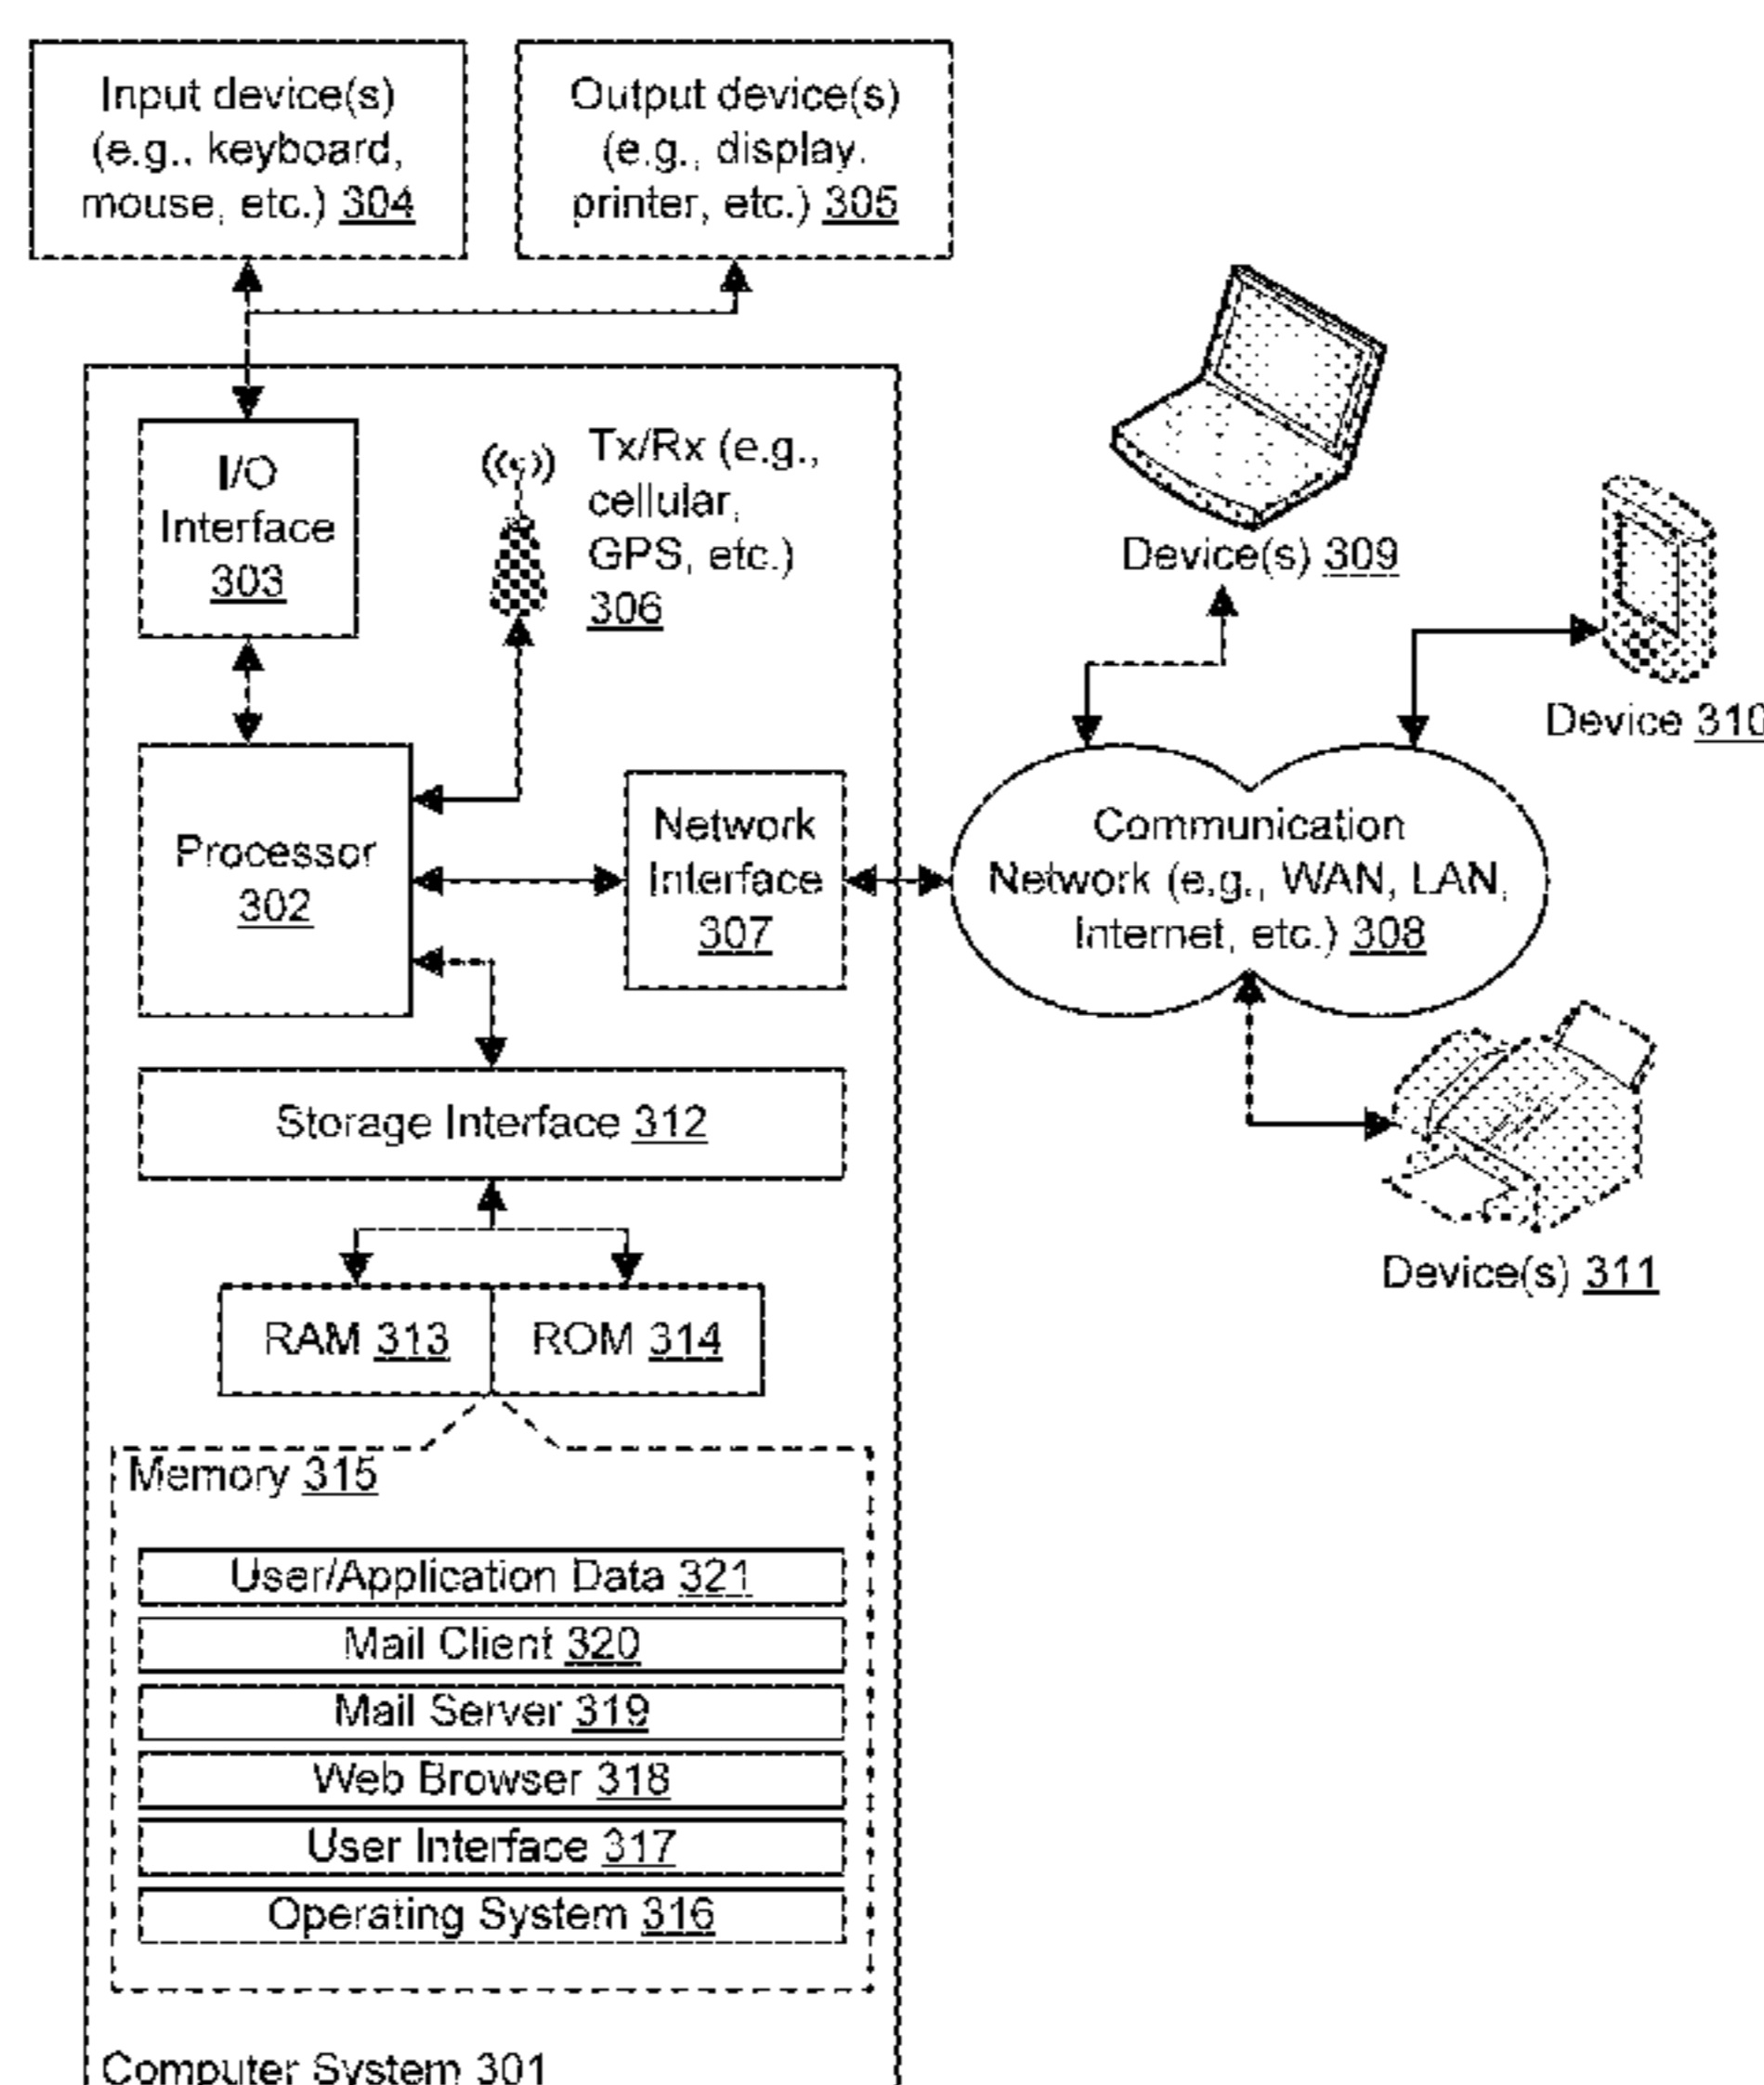 Input device(s)
(e.g., keyboard,
mouse, etc.) 304
Output device(s)
(e.g., display,
printer, etc.) 305
I/O
Interface
303
Tx/Rx (e.g.,
cellular,
GPS, etc.)
306
Device(s) 309
Device 310
Processor
302
Network
Interface
307
Communication
Network (e.g., WAN, LAN,
Internet, etc.) 308
Storage Interface 312
Device(s) 311
RAM 313
ROM 314
Memory 315
User/Application Data 321
Mail Client 320
Mail Server 319
Web Browser 318
User Interface 317
Operating System 316
Computer System 301